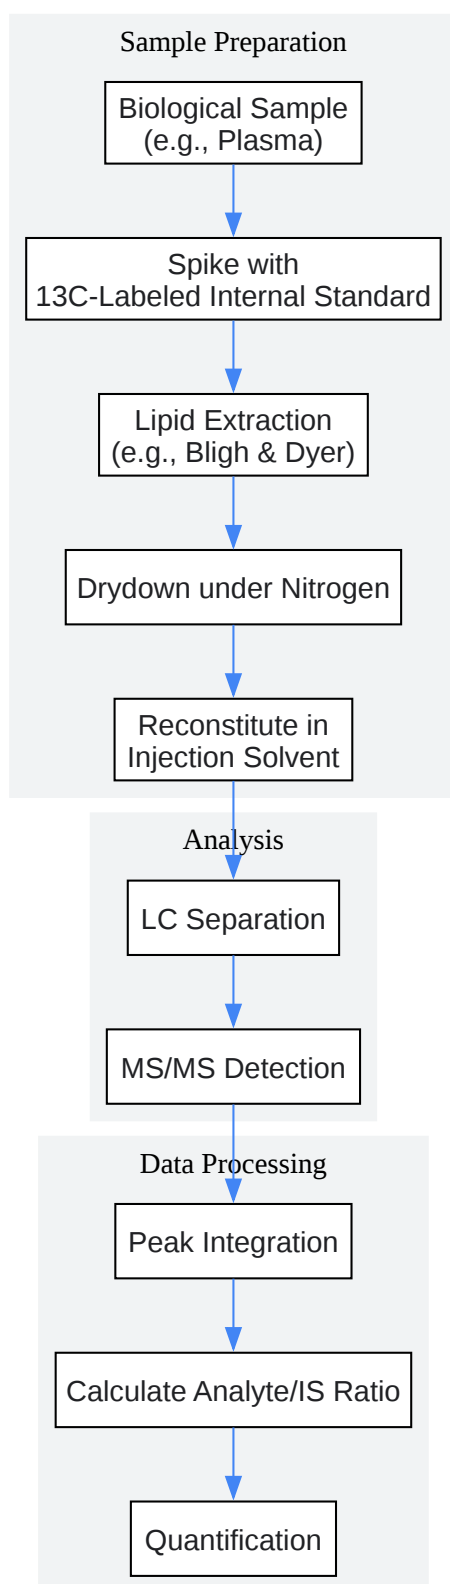 Sample Preparation
Biological Sample
(e.g., Plasma)
Spike with
13C-Labeled Internal Standard
Lipid Extraction
(e.g., Bligh & Dyer)
Drydown under Nitrogen
Reconstitute in
Injection Solvent
Analysis
LC Separation
MS/MS Detection
Data Processing
Peak Integration
Calculate Analyte/IS Ratio
Quantification